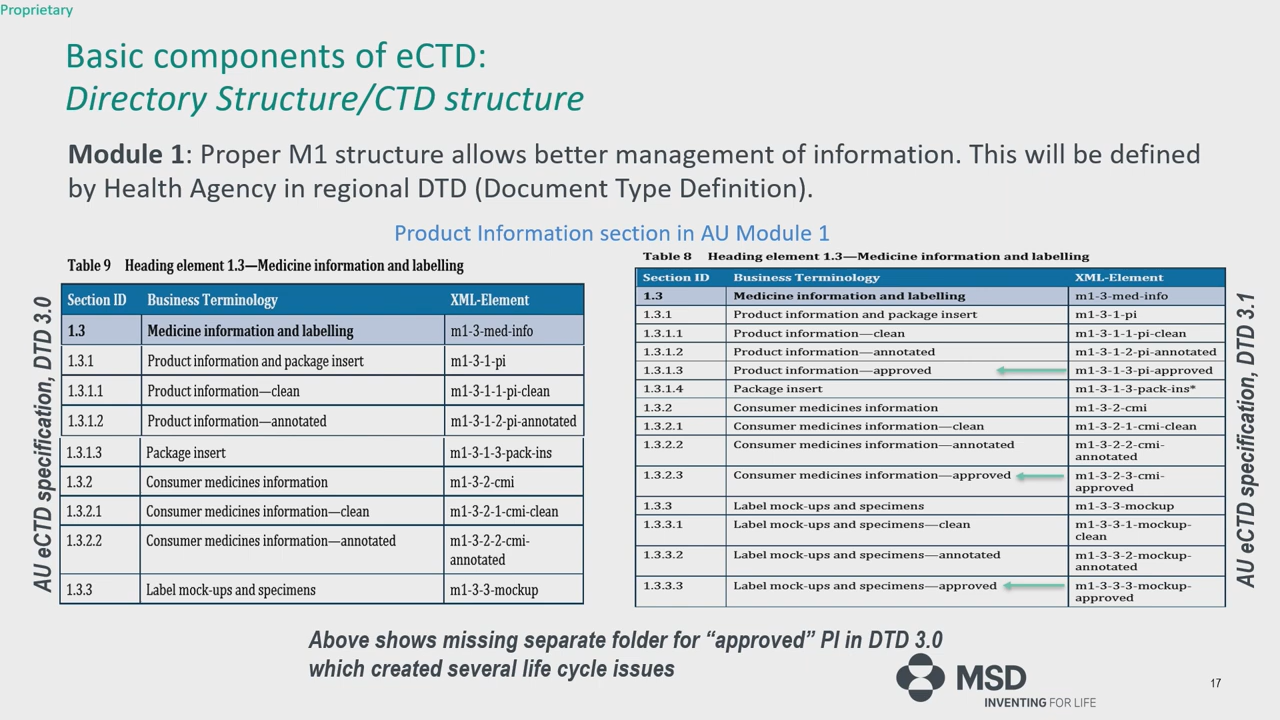 Proprietary
Basic components of eCTD:
Directory Structure/CTD structure
Module 1: Proper M1 structure allows better management of information. This will be defined
by Health Agency in regional DTD (Document Type Definition).
Product Information section in AU Module 1
AU eCTD specification, DTD 3.0
Table 9 Heading element 1.3—Medicine information and labelling
Section ID Business Terminology XML-Element
1.3 Medicine information and labelling m1-3-med-info
1.3.1 Product information and package insert m1-3-1-pi
1.3.1.1 Product information—clean m1-3-1-1-pi-clean
1.3.1.2 Product information—annotated m1-3-1-2-pi-annotated
1.3.1.3 Package insert m1-3-1-3-pack-ins
1.3.2 Consumer medicines information m1-3-2-cmi
1.3.2.1 Consumer medicines information—clean m1-3-2-1-cmi-clean
1.3.2.2 Consumer medicines information—annotated m1-3-2-2-cmi-
annotated
1.3.3 Label mock-ups and specimens m1-3-3-mockup
Table 8 Heading element 1.3—Medicine information and labelling
Section ID Business Terminology XML-Element
1.3 Medicine information and labelling m1-3-med-info
1.3.1 Product information and package insert m1-3-1-pi
1.3.1.1 Product information—clean m1-3-1-1-pi-clean
1.3.1.2 Product information—annotated m1-3-1-2-pi-annotated
1.3.1.3 Product information—approved m1-3-1-3-pi-approved
1.3.1.4 Package insert m1-3-1-3-pack-ins*
1.3.2 Consumer medicines information m1-3-2-cmi
1.3.2.1 Consumer medicines information—clean m1-3-2-1-cmi-clean
1.3.2.2 Consumer medicines information—annotated m1-3-2-2-cmi-
annotated
1.3.2.3 Consumer medicines information—approved m1-3-2-3-cmi-
approved
1.3.3 Label mock-ups and specimens m1-3-3-mockup
1.3.3.1 Label mock-ups and specimens—clean m1-3-3-1-mockup-
clean
1.3.3.2 Label mock-ups and specimens—annotated m1-3-3-2-mockup-
annotated
1.3.3.3 Label mock-ups and specimens—approved m1-3-3-3-mockup-
approved
AU eCTD specification, DTD 3.1
Above shows missing separate folder for “approved” PI in DTD 3.0
which created several life cycle issues
MSD
INVENTING FOR LIFE
17